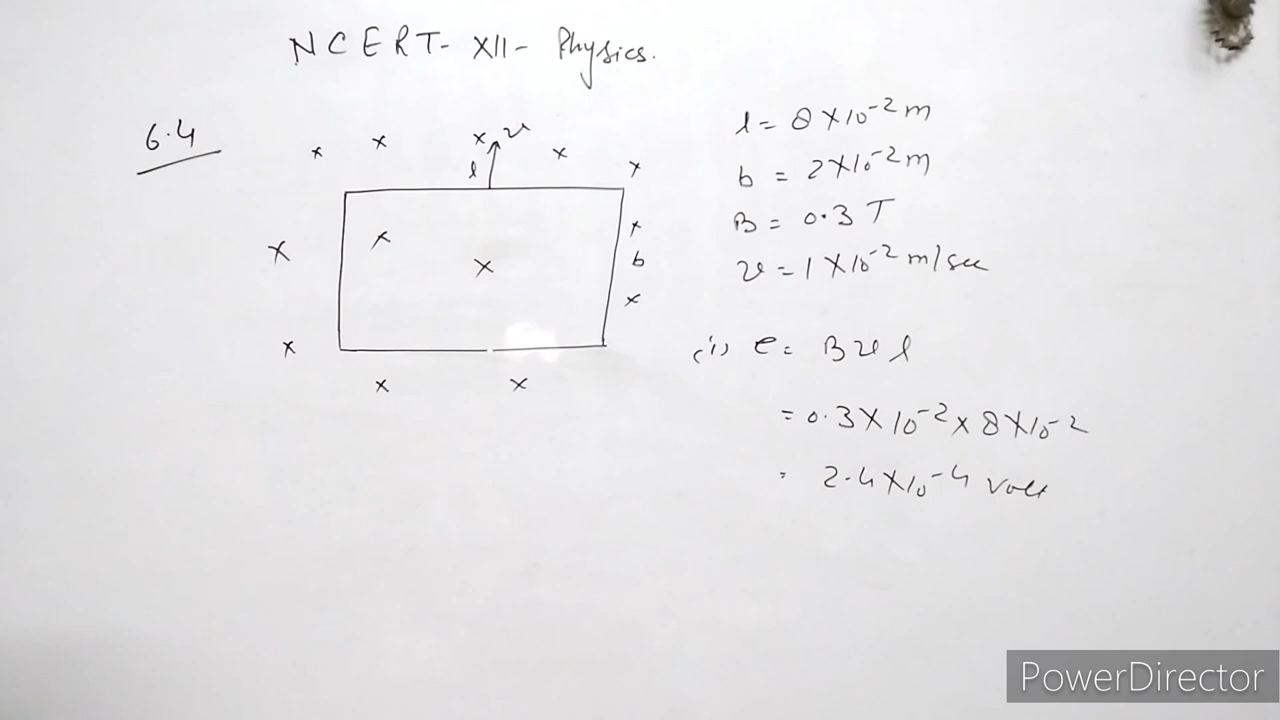 NCERT- XII- Physics.
6.4
x x x v x x
l
l = 8 X 10⁻² m
b = 2 X 10⁻² m
B = 0.3 T
v = 1 X 10⁻² m/sec
x x x x
b
x
x
x x
(i) e = B v l
= 0.3 X 10⁻² x 8 X 10⁻²
= 2.4 X 10⁻⁴ volt
PowerDirector